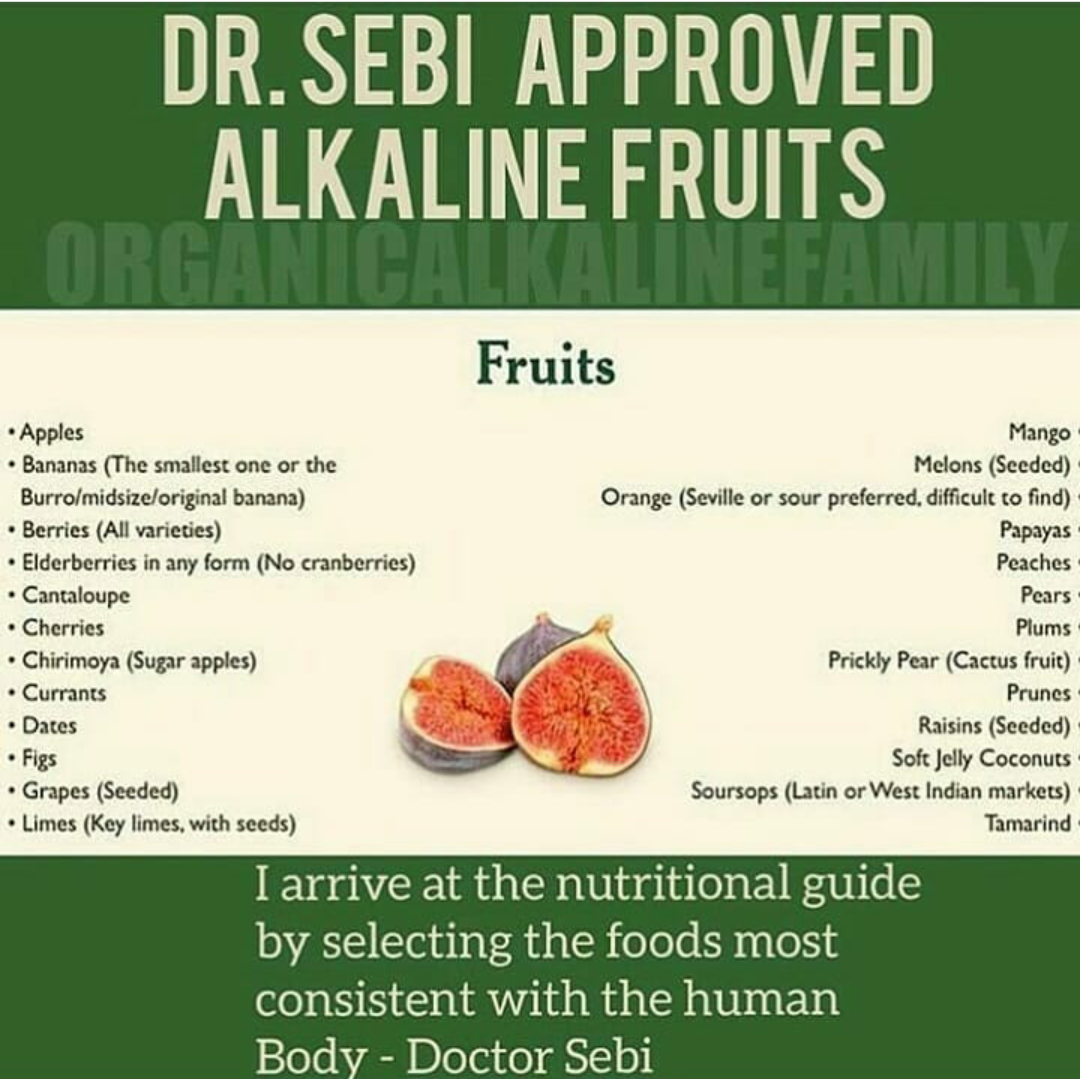 DR. SEBI APPROVED
ALKALINE FRUITS
ORGANICALKALINEFAMILY
Fruits
• Apples
• Bananas (The smallest one or the
Burro/midsize/original banana)
• Berries (All varieties)
• Elderberries in any form (No cranberries)
• Cantaloupe
• Cherries
• Chirimoya (Sugar apples)
• Currants
• Dates
• Figs
• Grapes (Seeded)
• Limes (Key limes, with seeds)
Mango •
Melons (Seeded) •
Orange (Seville or sour preferred, difficult to find) •
Papayas •
Peaches •
Pears •
Plums •
Prickly Pear (Cactus fruit) •
Prunes •
Raisins (Seeded) •
Soft Jelly Coconuts •
Soursops (Latin or West Indian markets) •
Tamarind •
I arrive at the nutritional guide
by selecting the foods most
consistent with the human
Body - Doctor Sebi